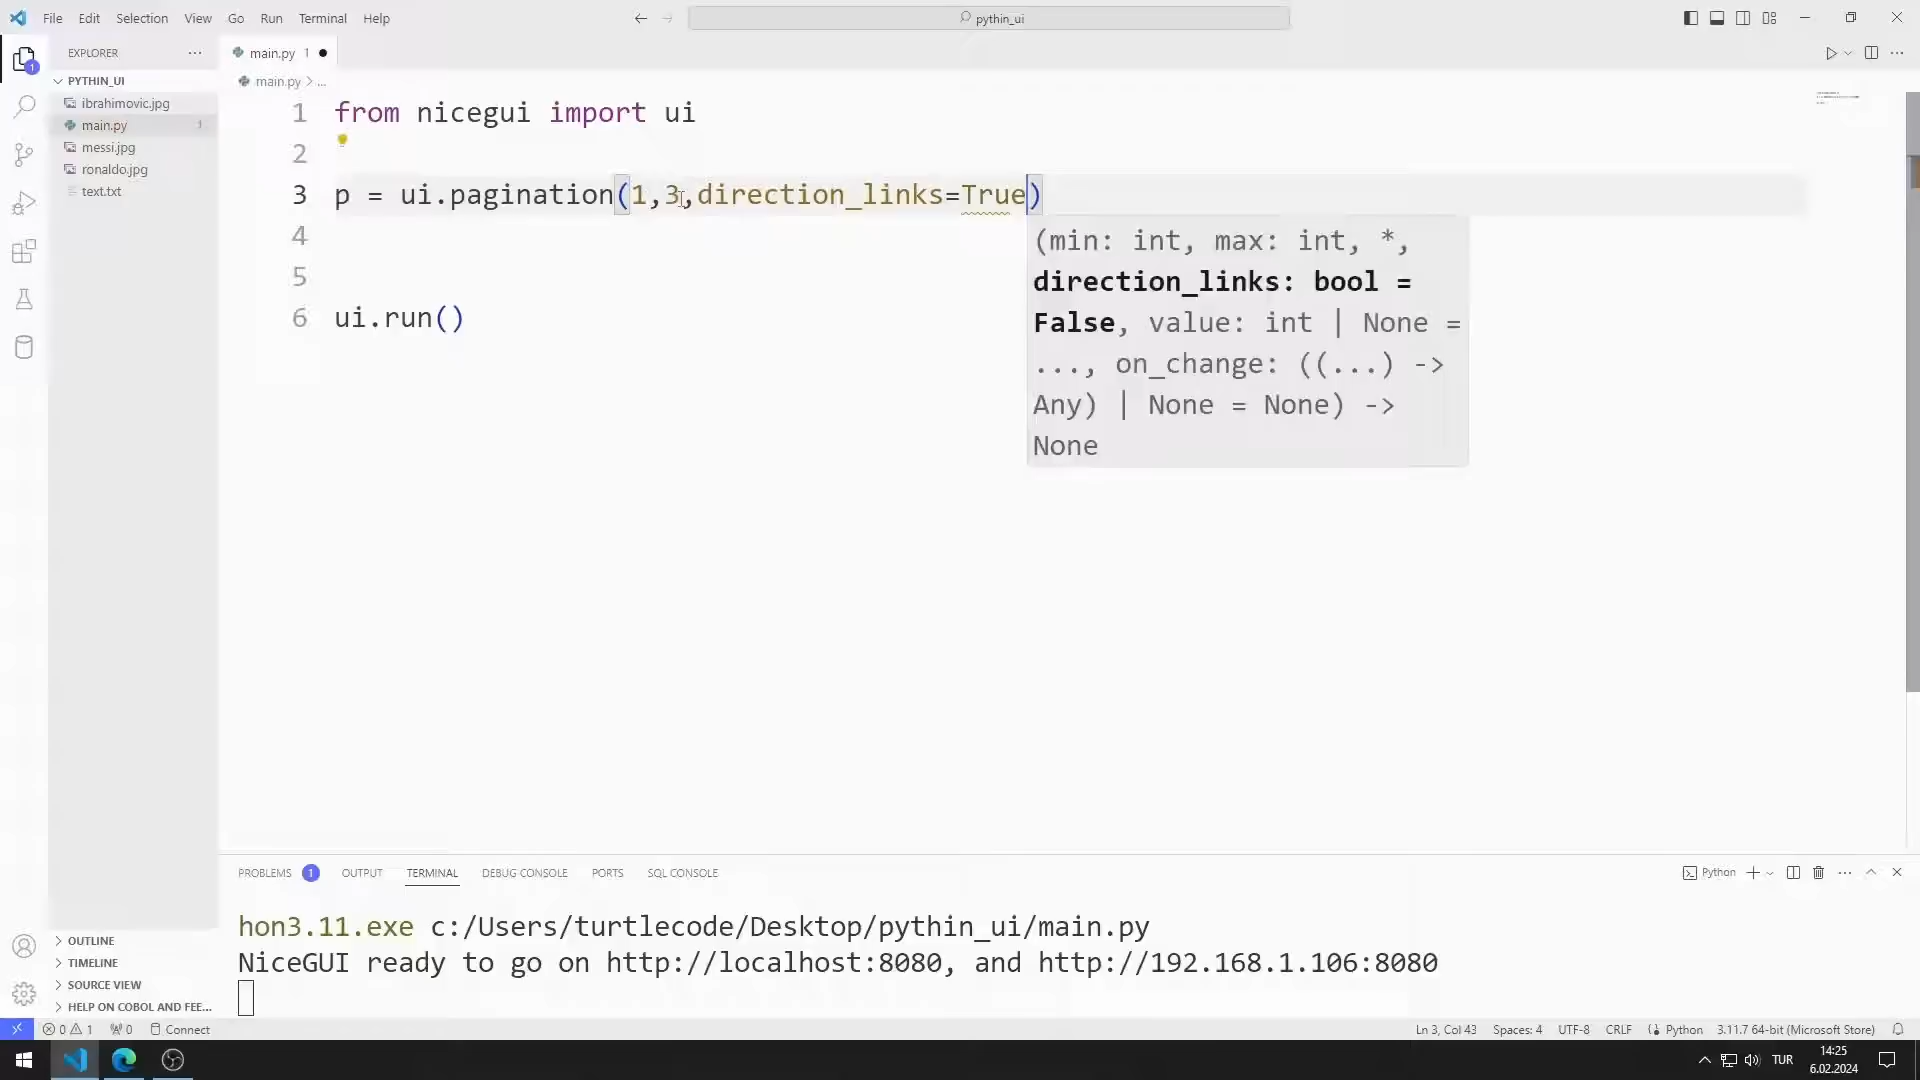 File Edit Selection View Go Run Terminal Help
pythin_ui
EXPLORER
main.py 1
PYTHIN_UI
main.py > ...
ibrahimovic.jpg
main.py 1
messi.jpg
ronaldo.jpg
text.txt
1 from nicegui import ui
2
3 p = ui.pagination(1,3,direction_links=True)
4
5
6 ui.run()
(min: int, max: int, *,
direction_links: bool =
False, value: int | None =
..., on_change: ((...) ->
Any) | None = None) ->
None
PROBLEMS 1 OUTPUT TERMINAL DEBUG CONSOLE PORTS SQL CONSOLE
Python
hon3.11.exe c:/Users/turtlecode/Desktop/pythin_ui/main.py
NiceGUI ready to go on http://localhost:8080, and http://192.168.1.106:8080
OUTLINE
TIMELINE
SOURCE VIEW
HELP ON COBOL AND FEE...
1
0 1 0 Connect
Ln 3, Col 43 Spaces: 4 UTF-8 CRLF Python 3.11.7 64-bit (Microsoft Store)
TUR
14:25
6.02.2024